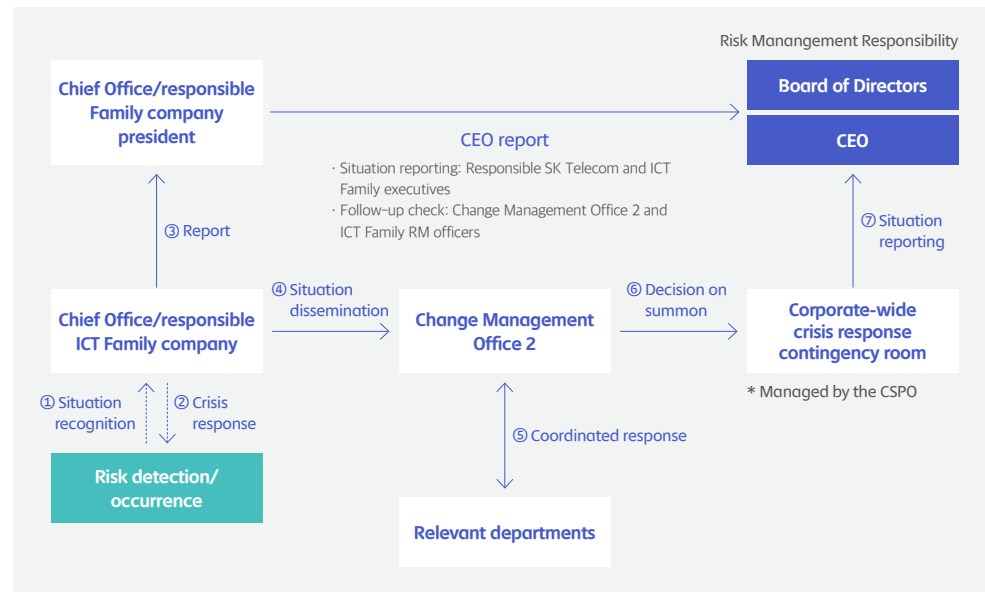 Risk Manangement Responsibility
Chief Office/responsible
Family company
president
Board of Directors
CEO
CEO report
· Situation reporting: Responsible SK Telecom and ICT
Family executives
· Follow-up check: Change Management Office 2 and
ICT Family RM officers
③ Report
⑦ Situation
reporting
④ Situation
dissemination
⑥ Decision on
summon
Chief Office/responsible
ICT Family company
Change Management
Office 2
Corporate-wide
crisis response
contingency room
* Managed by the CSPO
① Situation
recognition
② Crisis
response
⑤ Coordinated response
Risk detection/
occurrence
Relevant departments